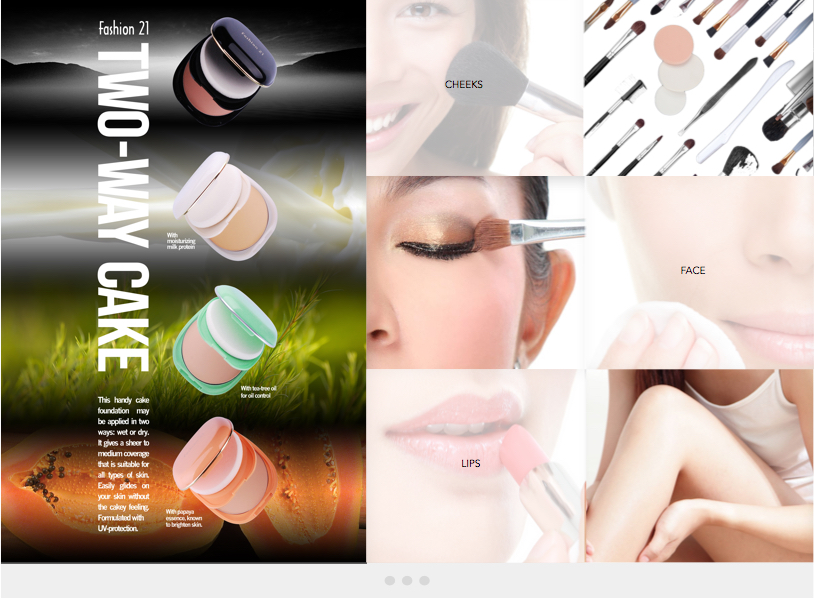 Fashion 21
TWO-WAY CAKE
With
moisturizing
milk protein
With tea-tree oil
for oil control
This handy cake
foundation may
be applied in two
ways: wet or dry.
It gives a sheer to
medium coverage
that is suitable for
all types of skin.
Easily glides on
your skin without
the cakey feeling.
Formulated with
UV-protection.
With papaya
essence, known
to brighten skin.
CHEEKS
FACE
LIPS